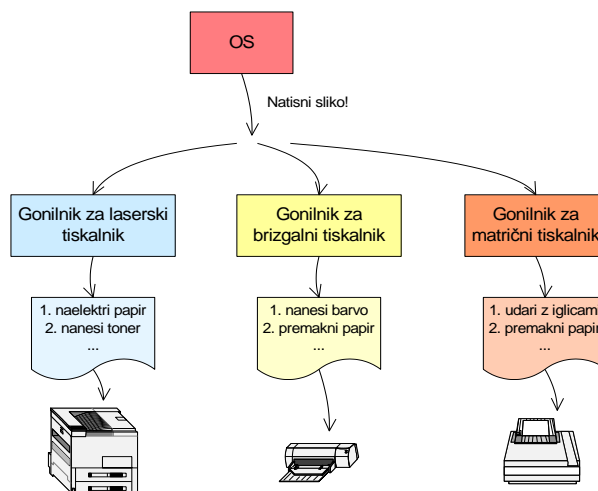 OS
Natisni sliko!
Gonilnik za laserski
tiskalnik
Gonilnik za
brizgalni tiskalnik
Gonilnik za
matrični tiskalnik
1. naelektri papir
2. nanesi toner
...
1. nanesi barvo
2. premakni papir
...
1. udari z iglicami
2. premakni papir
...